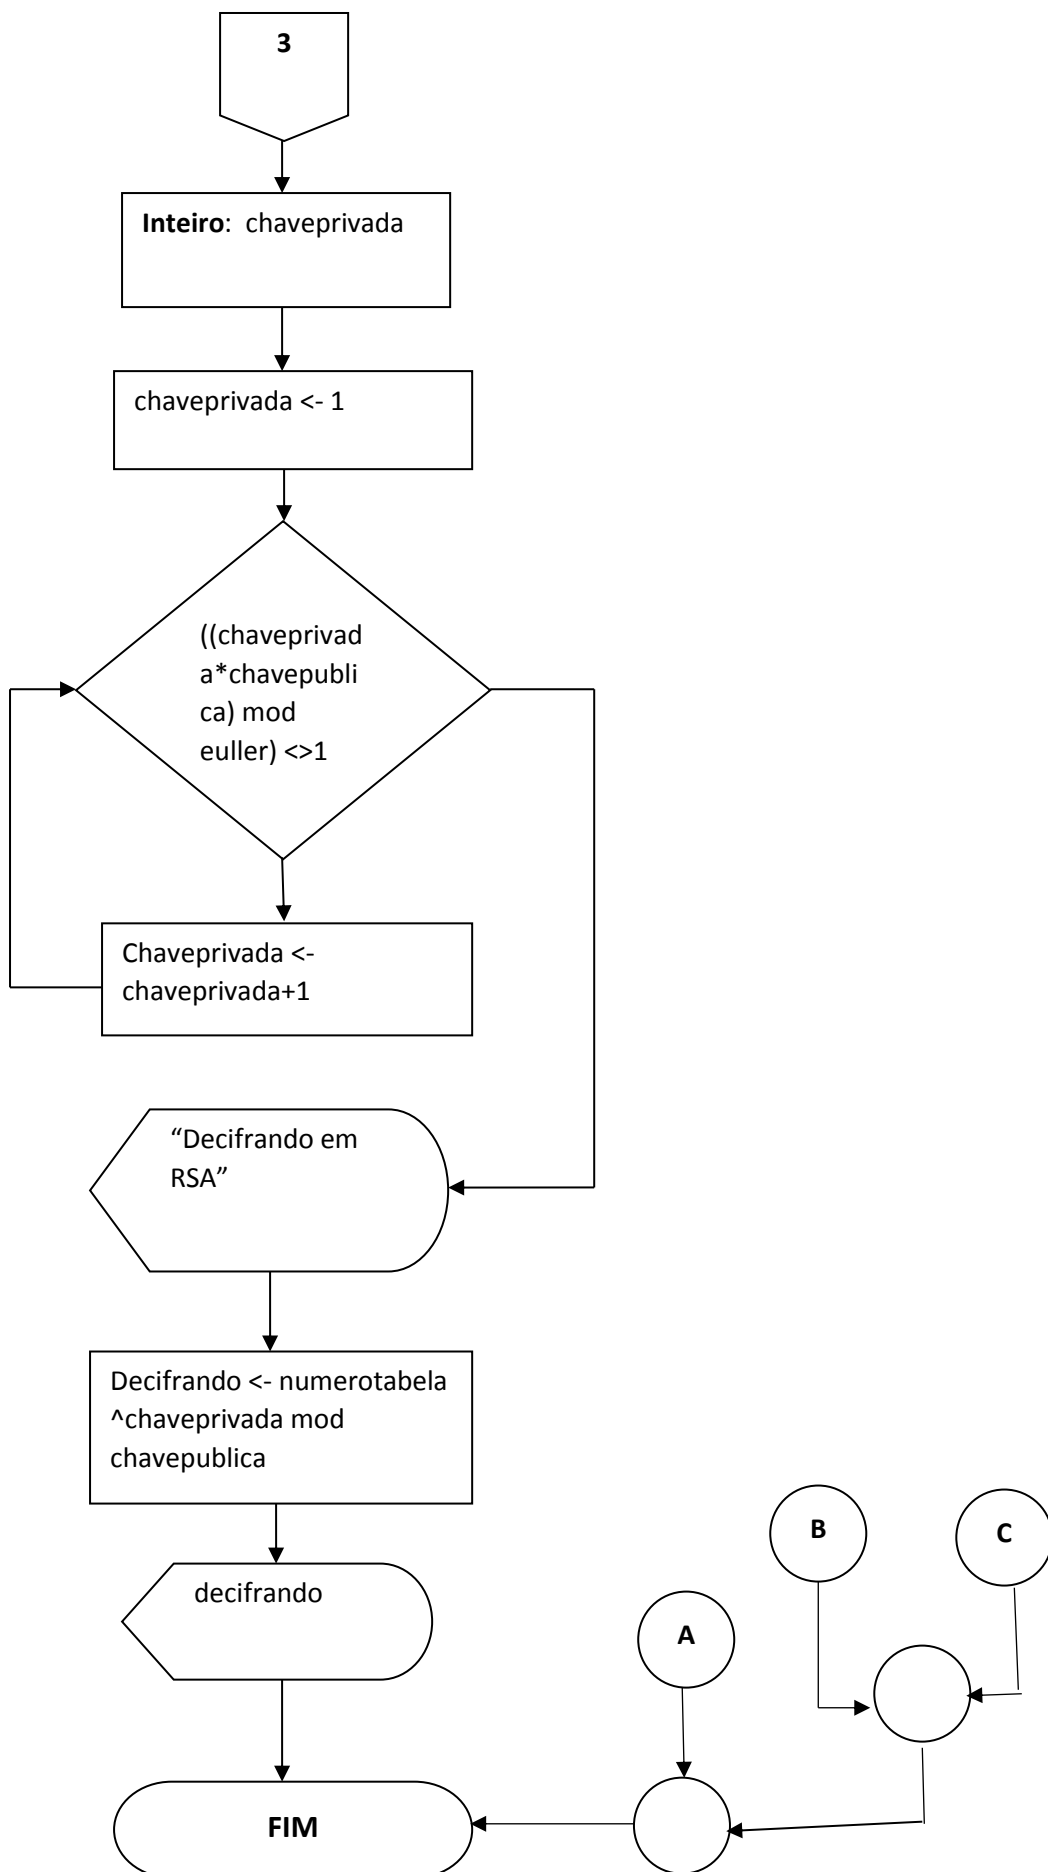 3
Inteiro: chaveprivada
chaveprivada <- 1
((chaveprivad
a*chavepubli
ca) mod
euller) <>1
Chaveprivada <-
chaveprivada+1
“Decifrando em
RSA”
Decifrando <- numerotabela
^chaveprivada mod
chavepublica
decifrando
B
C
A
FIM